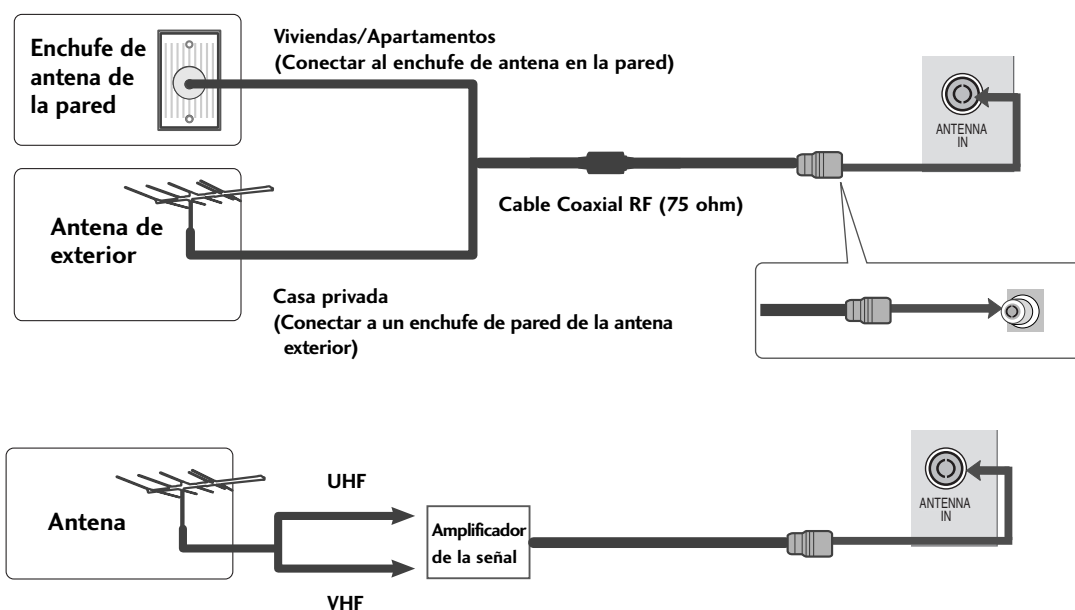 Enchufe de
antena de
la pared
Viviendas/Apartamentos
(Conectar al enchufe de antena en la pared)
ANTENNA
IN
Cable Coaxial RF (75 ohm)
Antena de
exterior
Casa privada
(Conectar a un enchufe de pared de la antena
exterior)
Antena
UHF
VHF
Amplificador
de la señal
ANTENNA
IN